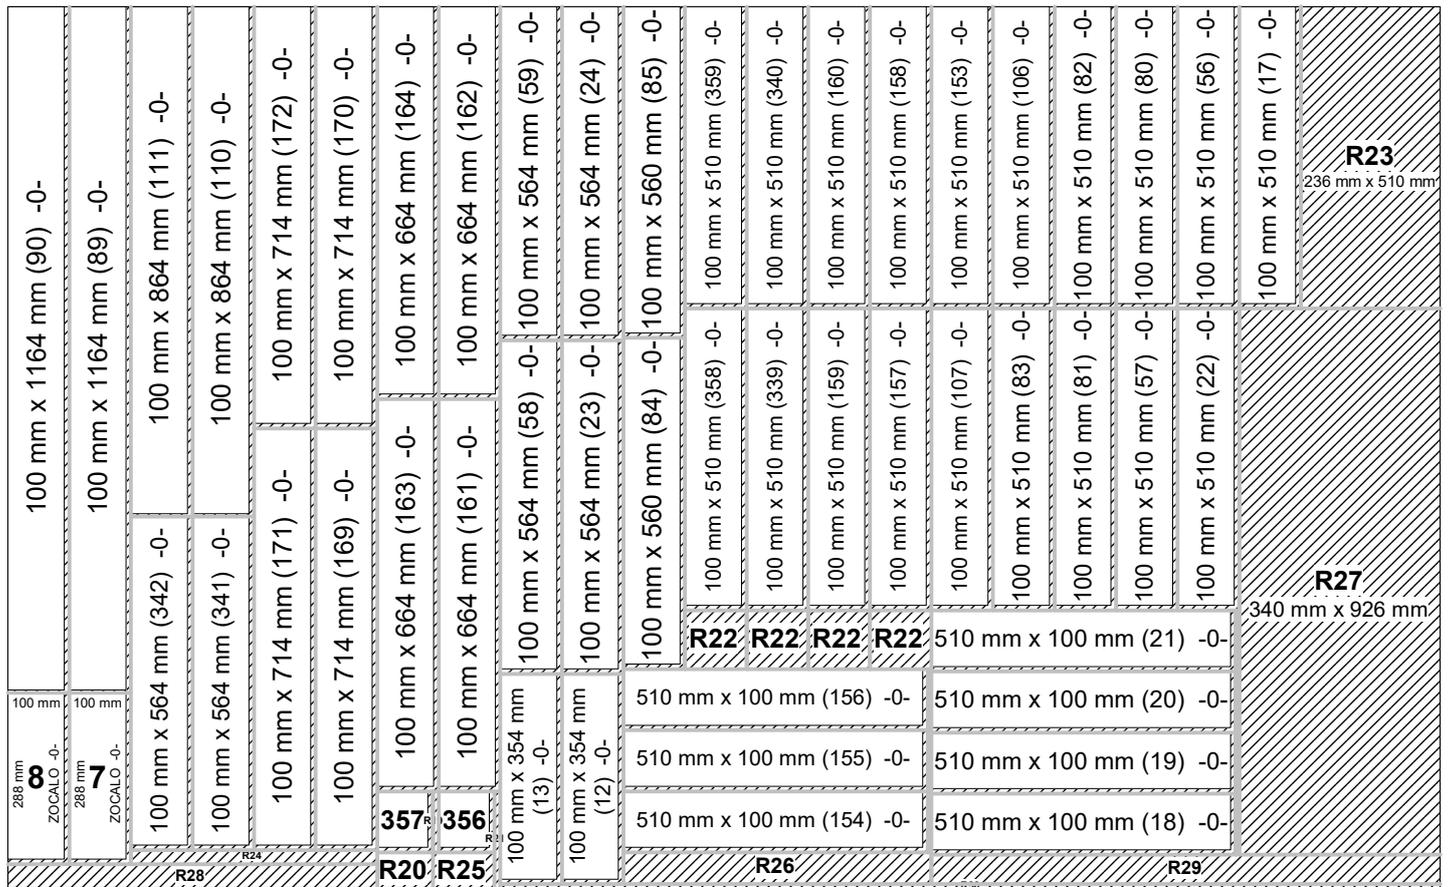 100 mm x 1164 mm (90) -0-
100 mm x 1164 mm (89) -0-
100 mm x 864 mm (111) -0-
100 mm x 864 mm (110) -0-
100 mm x 714 mm (172) -0-
100 mm x 714 mm (170) -0-
100 mm x 664 mm (164) -0-
100 mm x 664 mm (162) -0-
100 mm x 564 mm (59) -0-
100 mm x 564 mm (24) -0-
100 mm x 560 mm (85) -0-
100 mm x 510 mm (359) -0-
100 mm x 510 mm (340) -0-
100 mm x 510 mm (160) -0-
100 mm x 510 mm (158) -0-
100 mm x 510 mm (153) -0-
100 mm x 510 mm (106) -0-
100 mm x 510 mm (82) -0-
100 mm x 510 mm (80) -0-
100 mm x 510 mm (56) -0-
100 mm x 510 mm (17) -0-
R23
236 mm x 510 mm
100 mm x 564 mm (342) -0-
100 mm x 564 mm (341) -0-
100 mm x 714 mm (171) -0-
100 mm x 714 mm (169) -0-
100 mm x 664 mm (163) -0-
100 mm x 664 mm (161) -0-
100 mm x 564 mm (58) -0-
100 mm x 564 mm (23) -0-
100 mm x 560 mm (84) -0-
100 mm x 510 mm (358) -0-
100 mm x 510 mm (339) -0-
100 mm x 510 mm (159) -0-
100 mm x 510 mm (157) -0-
100 mm x 510 mm (107) -0-
100 mm x 510 mm (83) -0-
100 mm x 510 mm (81) -0-
100 mm x 510 mm (57) -0-
100 mm x 510 mm (22) -0-
R27
340 mm x 926 mm
R22
R22
R22
R22
510 mm x 100 mm (21) -0-
510 mm x 100 mm (156) -0-
510 mm x 100 mm (20) -0-
510 mm x 100 mm (155) -0-
510 mm x 100 mm (19) -0-
510 mm x 100 mm (154) -0-
510 mm x 100 mm (18) -0-
100 mm
288 mm
8
ZOCALO -0-
100 mm
288 mm
7
ZOCALO -0-
100 mm x 354 mm
(13) -0-
100 mm x 354 mm
(12) -0-
357
356
R24
R28
R20
R25
R26
R29